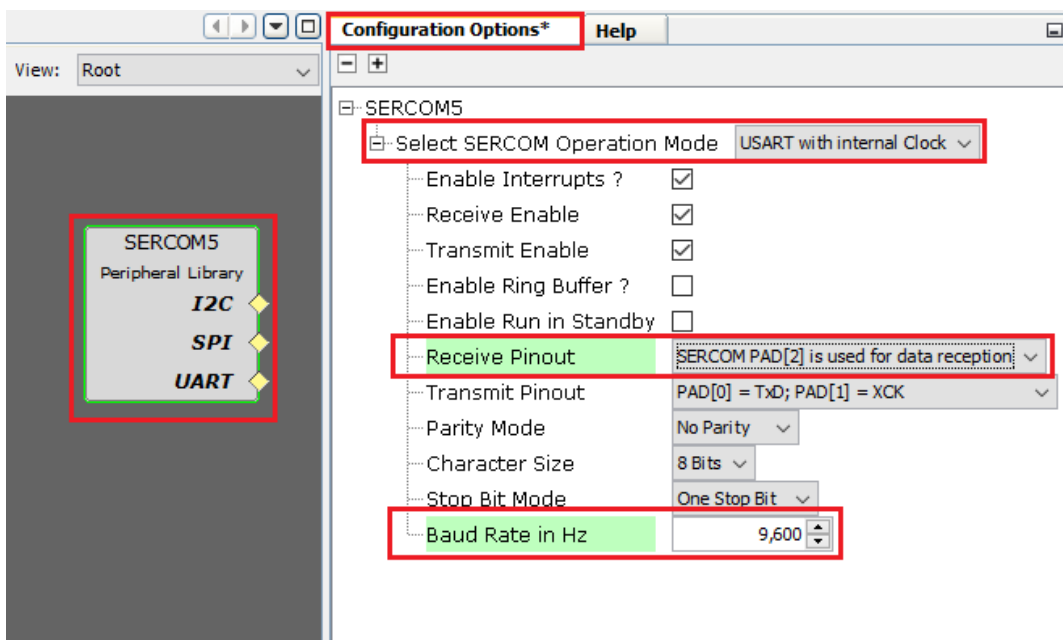 Configuration Options*
Help
View: Root
SERCOM5
Select SERCOM Operation Mode USART with internal Clock
Enable Interrupts ?
Receive Enable
Transmit Enable
Enable Ring Buffer ?
Enable Run in Standby
Receive Pinout SERCOM PAD[2] is used for data reception
Transmit Pinout PAD[0] = TxD; PAD[1] = XCK
Parity Mode No Parity
Character Size 8 Bits
Stop Bit Mode One Stop Bit
Baud Rate in Hz 9,600
SERCOM5
Peripheral Library
I2C
SPI
UART